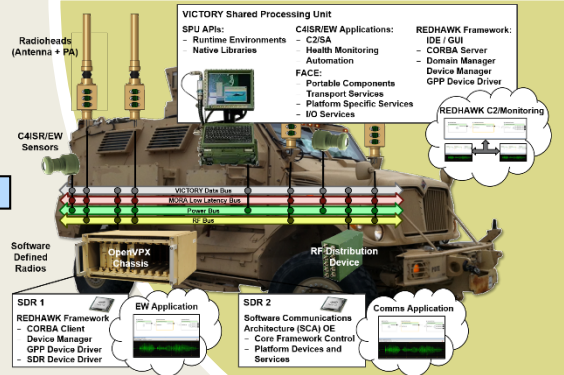 VICTORY Shared Processing Unit
SPU APIs:
- Runtime Environments
- Native Libraries
C4ISR/EW Applications:
- C2/SA
- Health Monitoring
Automation
FACE:
- Portable Components
Transport Services
- Platform Specific Services
- I/O Services
REDHAWK Framework:
IDE / GUI
- CORBA Server
- Domain Manager
Device Manager
GPP Device Driver
Radioheads
(Antenna + PA)
REDHAWK C2/Monitoring
C4ISR/EW
Sensors
VICTORY Data Bus
MORA Low Latency Bus
Power Bus
RF Bus
Software
Defined
Radios
OpenVPX
Chassis
RF Distribution
Device
SDR 1
REDHAWK Framework
- CORBA Client
- Device Manager
- GPP Device Driver
- SDR Device Driver
EW Application
SDR 2
Software Communications
Architecture (SCA) OE
- Core Framework Control
- Platform Devices and
Services
Comms Application